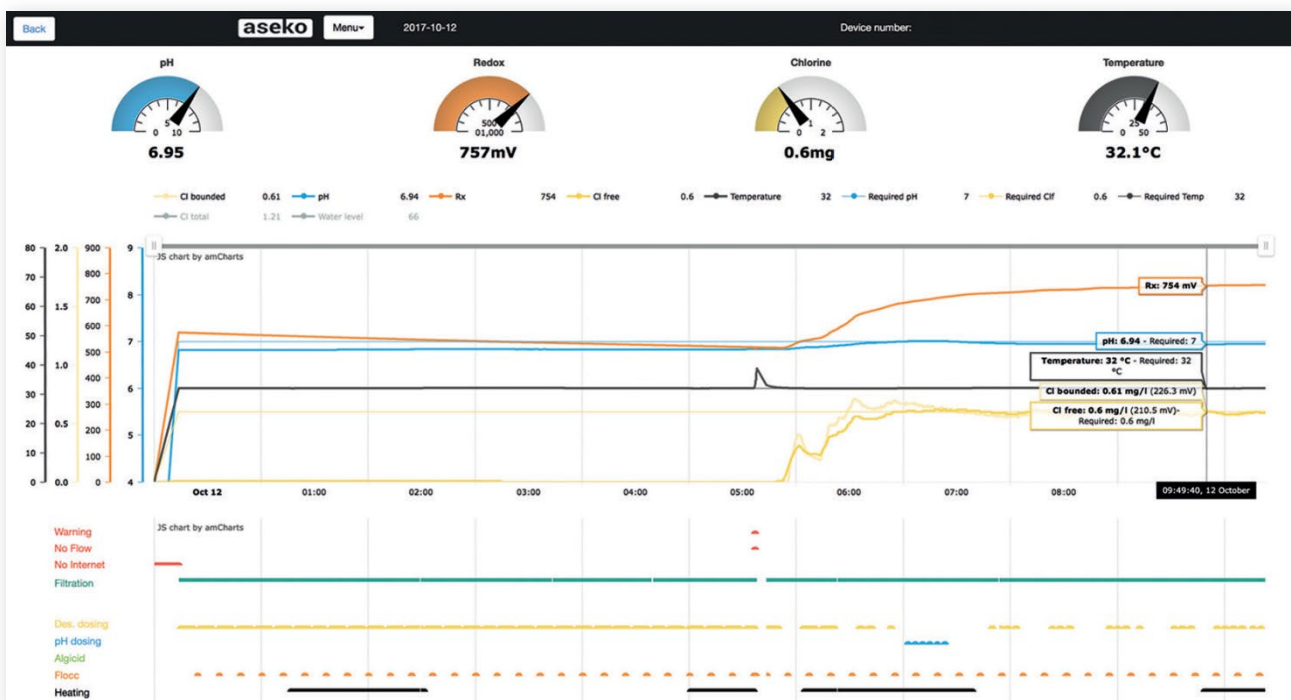 Back
aseko
Menu
2017-10-12
Device number:
pH Redox Chlorine Temperature
0 5 10
0 500 1,000
0 1 2
0 25 50
6.95 757mV 0.6mg 32.1°C
Cl bounded 0.61 pH 6.94 Rx 754 Cl free 0.6 Temperature 32 Required pH 7 Required Clf 0.6 Required Temp 32
Cl total 1.21 Water level 66
80 2.0 900 9
JS chart by amCharts
800
70 8
700
Rx: 754 mV
60 1.5
600
50 7
500
pH: 6.94 - Required: 7
40 1.0
Temperature: 32 °C - Required: 32
°C
400
30 6
Cl bounded: 0.61 mg/l (226.3 mV)
300
Cl free: 0.6 mg/l (210.5 mV)-
Required: 0.6 mg/l
20 0.5
200 5
10
100
0 0.0 0 4
Oct 12 01:00 02:00 03:00 04:00 05:00 06:00 07:00 08:00 09:49:40, 12 October
JS chart by amCharts
Warning
No Flow
No Internet
Filtration
Des. dosing
pH dosing
Algicid
Flocc
Heating